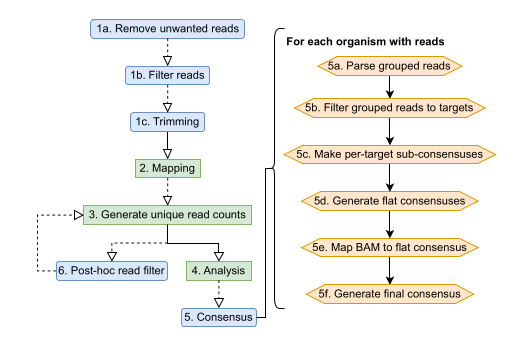 1a. Remove unwanted reads
1b. Filter reads
1c. Trimming
2. Mapping
3. Generate unique read counts
6. Post-hoc read filter
4. Analysis
5. Consensus
For each organism with reads
5a. Parse grouped reads
5b. Filter grouped reads to targets
5c. Make per-target sub-consensuses
5d. Generate flat consensuses
5e. Map BAM to flat consensus
5f. Generate final consensus